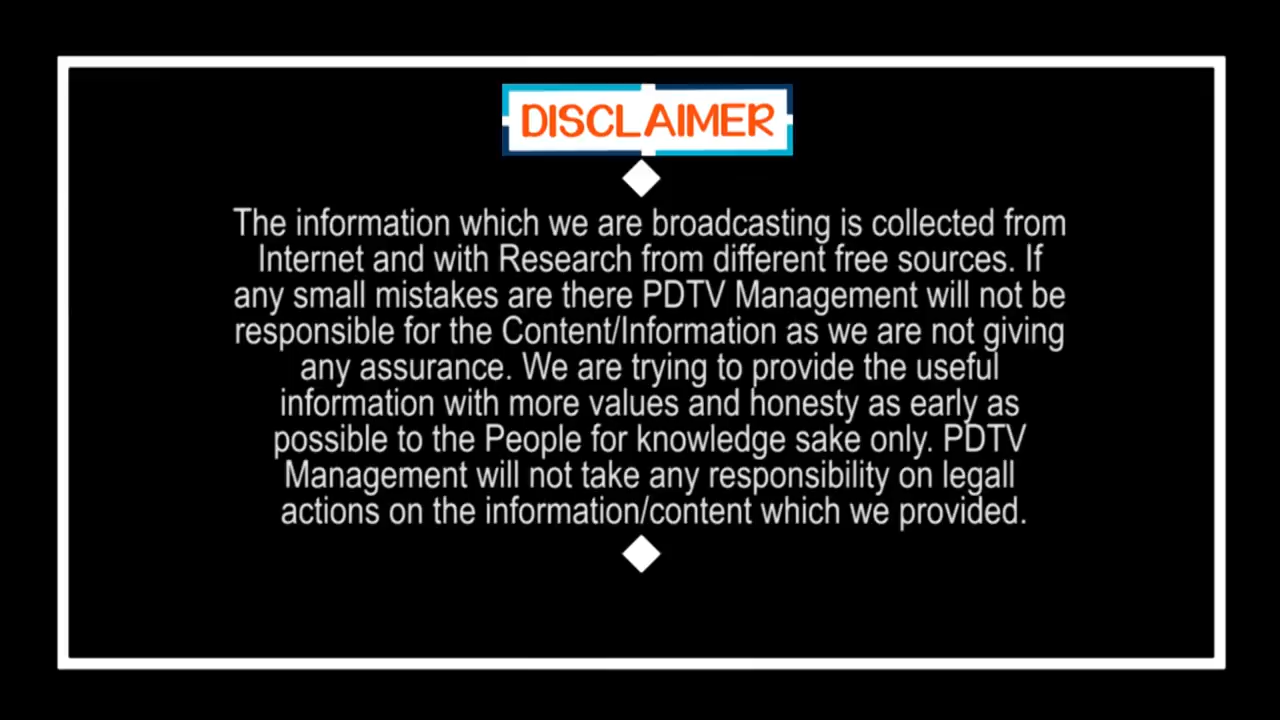 DISCLAIMER
The information which we are broadcasting is collected from
Internet and with Research from different free sources. If
any small mistakes are there PDTV Management will not be
responsible for the Content/Information as we are not giving
any assurance. We are trying to provide the useful
information with more values and honesty as early as
possible to the People for knowledge sake only. PDTV
Management will not take any responsibility on legall
actions on the information/content which we provided.